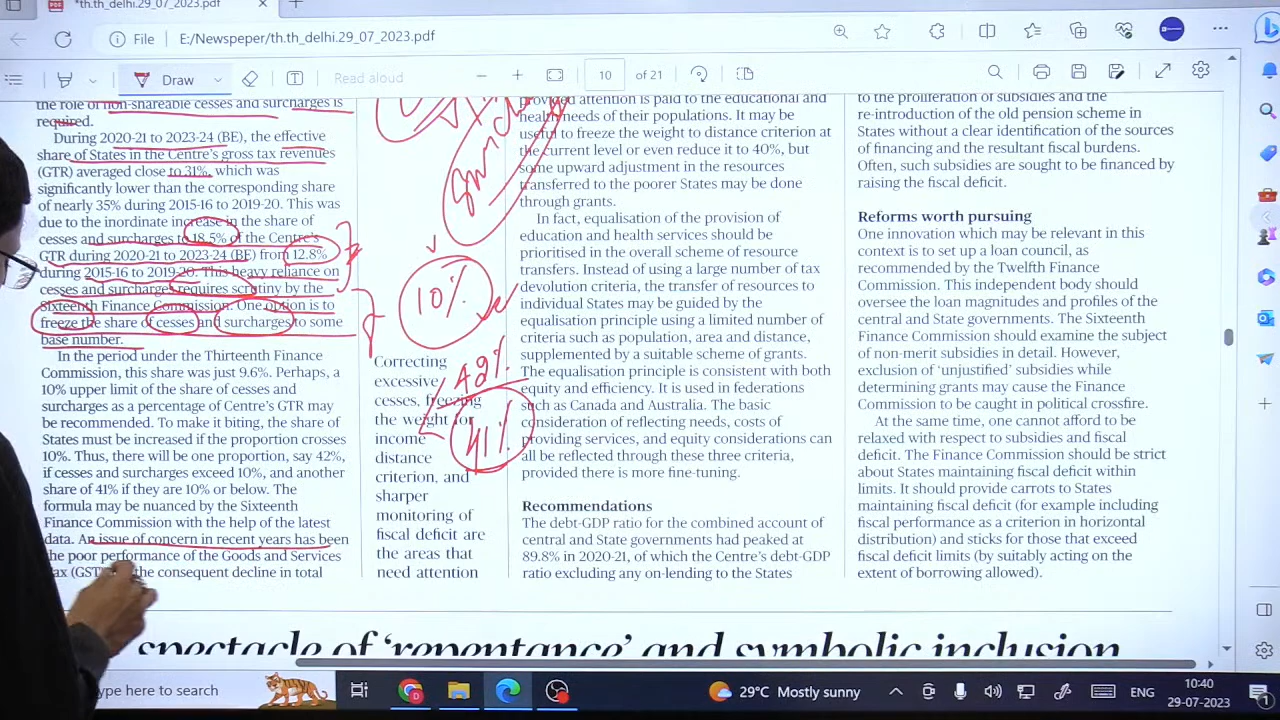 *th.th_delhi.29_07_2023.pdf
File
E:/Newspeper/th.th_delhi.29_07_2023.pdf
Draw
Read aloud
10 of 21
the role of non-shareable cesses and surcharges is
required.
During 2020-21 to 2023-24 (BE), the effective
share of States in the Centre's gross tax revenues
(GTR) averaged close to 31%, which was
significantly lower than the corresponding share
of nearly 35% during 2015-16 to 2019-20. This was
due to the inordinate increase in the share of
cesses and surcharges to 18.5% of the Centre's
GTR during 2020-21 to 2023-24 (BE) from 12.8%
during 2015-16 to 2019-20. This heavy reliance on
cesses and surcharges requires scrutiny by the
Sixteenth Finance Commission. One option is to
freeze the share of cesses and surcharges to some
base number.
In the period under the Thirteenth Finance
Commission, this share was just 9.6%. Perhaps, a
10% upper limit of the share of cesses and
surcharges as a percentage of Centre's GTR may
be recommended. To make it biting, the share of
States must be increased if the proportion crosses
10%. Thus, there will be one proportion, say 42%,
if cesses and surcharges exceed 10%, and another
share of 41% if they are 10% or below. The
formula may be nuanced by the Sixteenth
Finance Commission with the help of the latest
data. An issue of concern in recent years has been
the poor performance of the Goods and Services
Tax (GST) the consequent decline in total
10%
42%
41%
Correcting
excessive
cesses, freezing
the weight for
income
distance
criterion, and
sharper
monitoring of
fiscal deficit are
the areas that
need attention
provided attention is paid to the educational and
health needs of their populations. It may be
useful to freeze the weight to distance criterion at
the current level or even reduce it to 40%, but
some upward adjustment in the resources
transferred to the poorer States may be done
through grants.
In fact, equalisation of the provision of
education and health services should be
prioritised in the overall scheme of resource
transfers. Instead of using a large number of tax
devolution criteria, the transfer of resources to
individual States may be guided by the
equalisation principle using a limited number of
criteria such as population, area and distance,
supplemented by a suitable scheme of grants.
The equalisation principle is consistent with both
equity and efficiency. It is used in federations
such as Canada and Australia. The basic
consideration of reflecting needs, costs of
providing services, and equity considerations can
all be reflected through these three criteria,
provided there is more fine-tuning.
Recommendations
The debt-GDP ratio for the combined account of
central and State governments had peaked at
89.8% in 2020-21, of which the Centre's debt-GDP
ratio excluding any on-lending to the States
to the proliferation of subsidies and the
re-introduction of the old pension scheme in
States without a clear identification of the sources
of financing and the resultant fiscal burdens.
Often, such subsidies are sought to be financed by
raising the fiscal deficit.
Reforms worth pursuing
One innovation which may be relevant in this
context is to set up a loan council, as
recommended by the Twelfth Finance
Commission. This independent body should
oversee the loan magnitudes and profiles of the
central and State governments. The Sixteenth
Finance Commission should examine the subject
of non-merit subsidies in detail. However,
exclusion of 'unjustified' subsidies while
determining grants may cause the Finance
Commission to be caught in political crossfire.
At the same time, one cannot afford to be
relaxed with respect to subsidies and fiscal
deficit. The Finance Commission should be strict
about States maintaining fiscal deficit within
limits. It should provide carrots to States
maintaining fiscal deficit (for example including
fiscal performance as a criterion in horizontal
distribution) and sticks for those that exceed
fiscal deficit limits (by suitably acting on the
extent of borrowing allowed).
spectacle of 'repentance' and symbolic inclusion
ype here to search
29°C Mostly sunny
ENG
10:40
29-07-2023
1